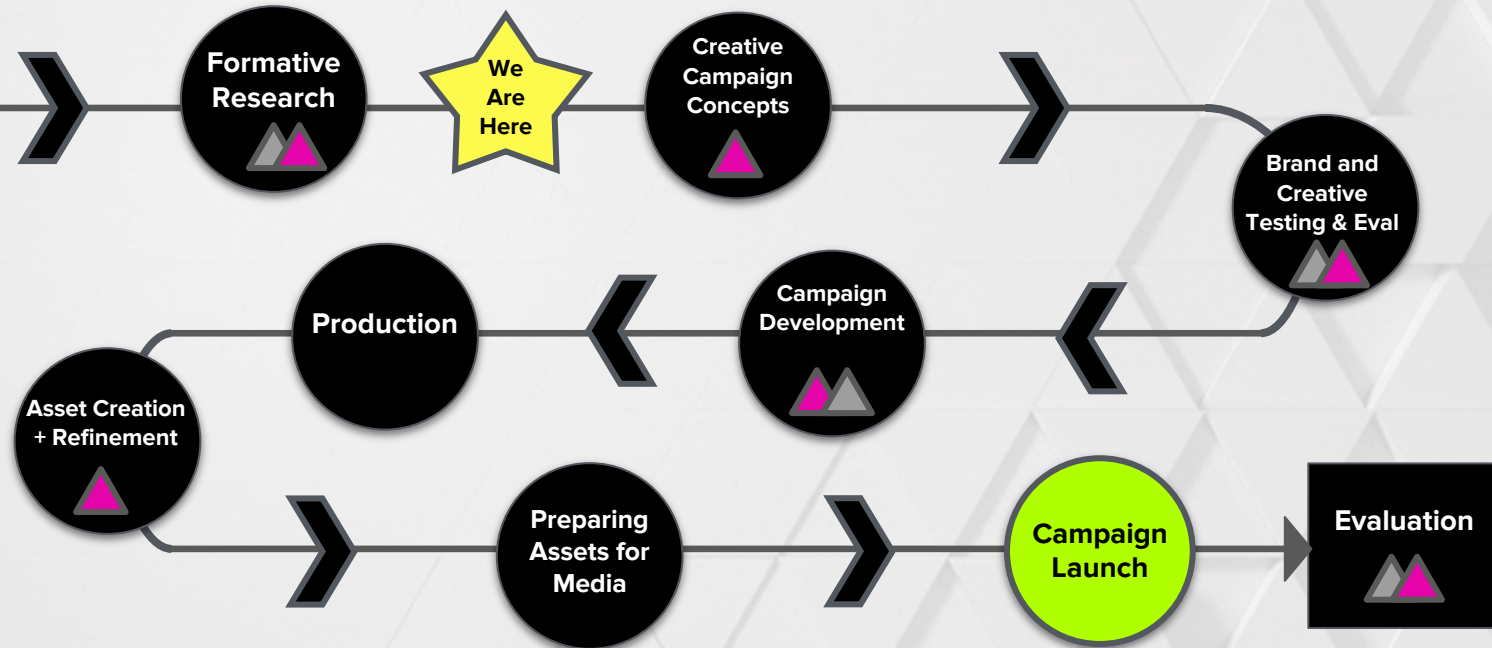 Formative
Research
We
Are
Here
Creative
Campaign
Concepts
Brand and
Creative
Testing & Eval
Campaign
Development
Production
Asset Creation
+ Refinement
Preparing
Assets for
Media
Campaign
Launch
Evaluation